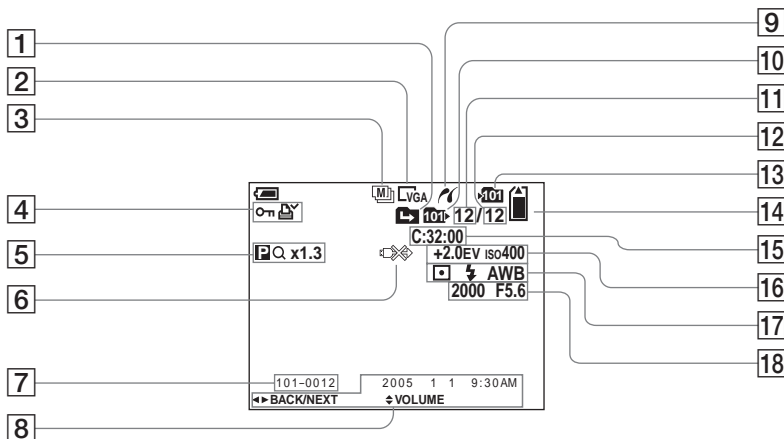 1
2
3
4
5
6
7
8
9
10
11
12
13
14
15
16
17
18
M VGA 101
101 12/12
C:32:00
P x1.3 +2.0EV ISO400
AWB
2000 F5.6
101-0012 2005 1 1 9:30AM
BACK/NEXT VOLUME